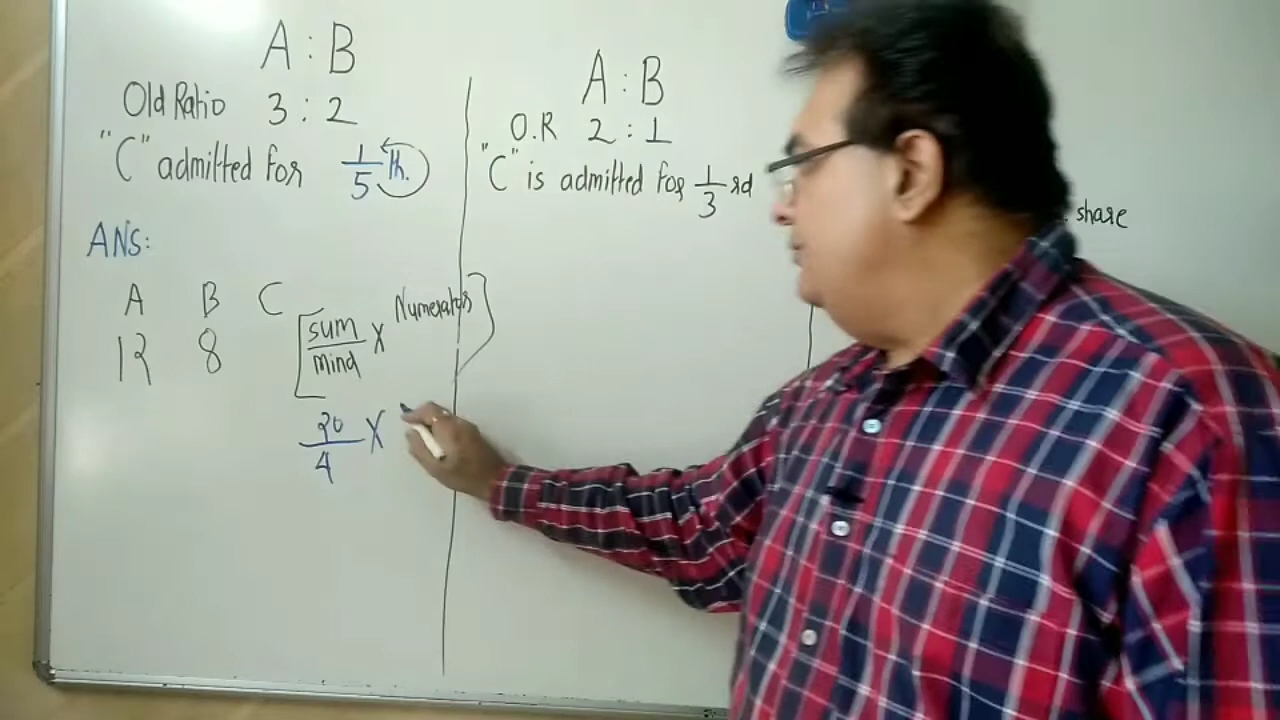 A : B
Old Ratio 3 : 2
"C" admitted for 1/5 th.
ANS:
A B C
12 8 [sum/mind X Numerator]
20/4 X
A : B
O.R 2 : 1
"C" is admitted for 1/3 rd
share